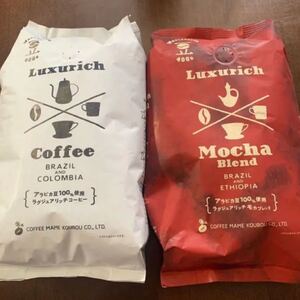 Luxurich
Coffee
BRAZIL
AND
COLOMBIA
アラビカ豆100%使用
ラグジュアリッチコーヒー
COFFEE MAME KOUBOU CO., LTD.
Luxurich
Mocha
Blend
BRAZIL
AND
ETHIOPIA
アラビカ豆100%使用
ラグジュアリッチ モカブレンド
COFFEE MAME KOUBOU CO., LTD.